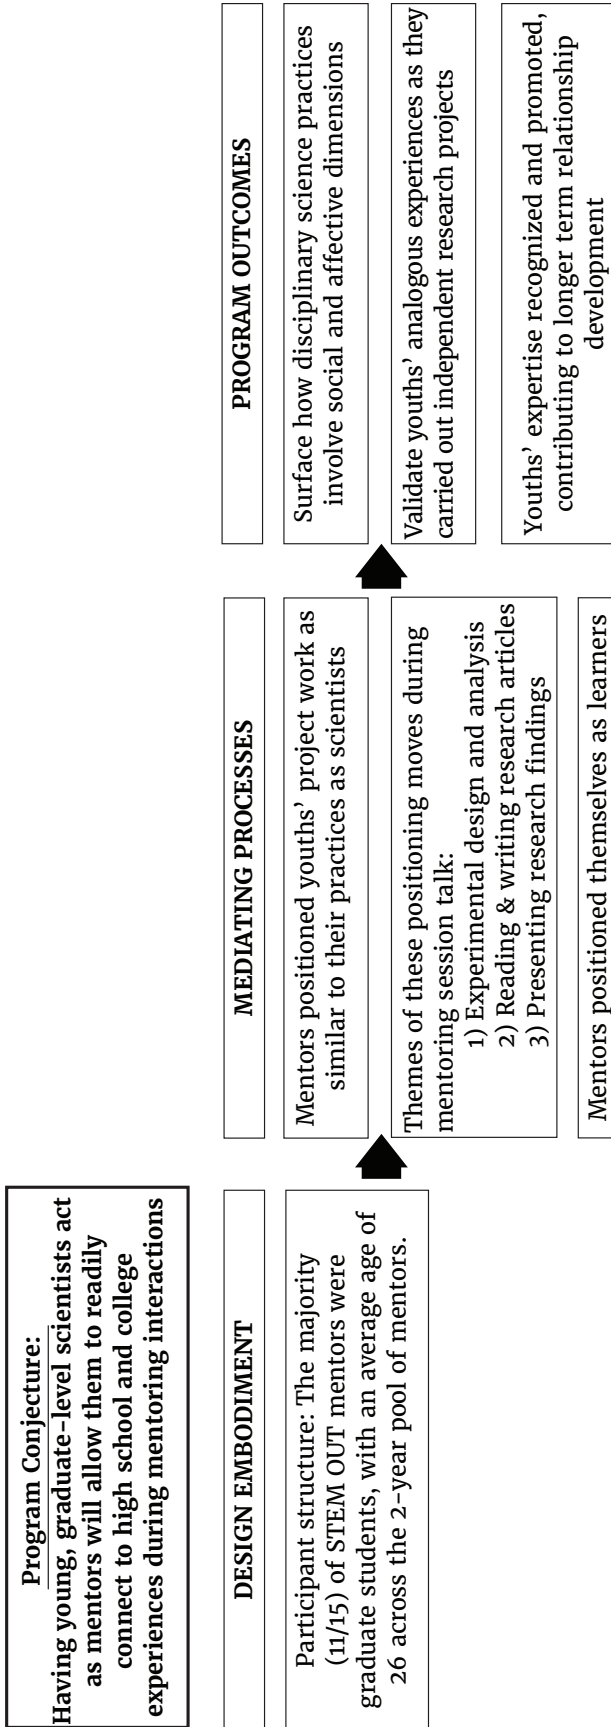 Program Conjecture:
Having young, graduate-level scientists act
as mentors will allow them to readily
connect to high school and college
experiences during mentoring interactions
DESIGN EMBODIMENT
Participant structure: The majority
(11/15) of STEM OUT mentors were
graduate students, with an average age of
26 across the 2-year pool of mentors.
MEDIATING PROCESSES
Mentors positioned youths’ project work as
similar to their practices as scientists
Themes of these positioning moves during
mentoring session talk:
1) Experimental design and analysis
2) Reading & writing research articles
3) Presenting research findings
Mentors positioned themselves as learners
PROGRAM OUTCOMES
Surface how disciplinary science practices
involve social and affective dimensions
Validate youths’ analogous experiences as they
carried out independent research projects
Youths’ expertise recognized and promoted,
contributing to longer term relationship
development